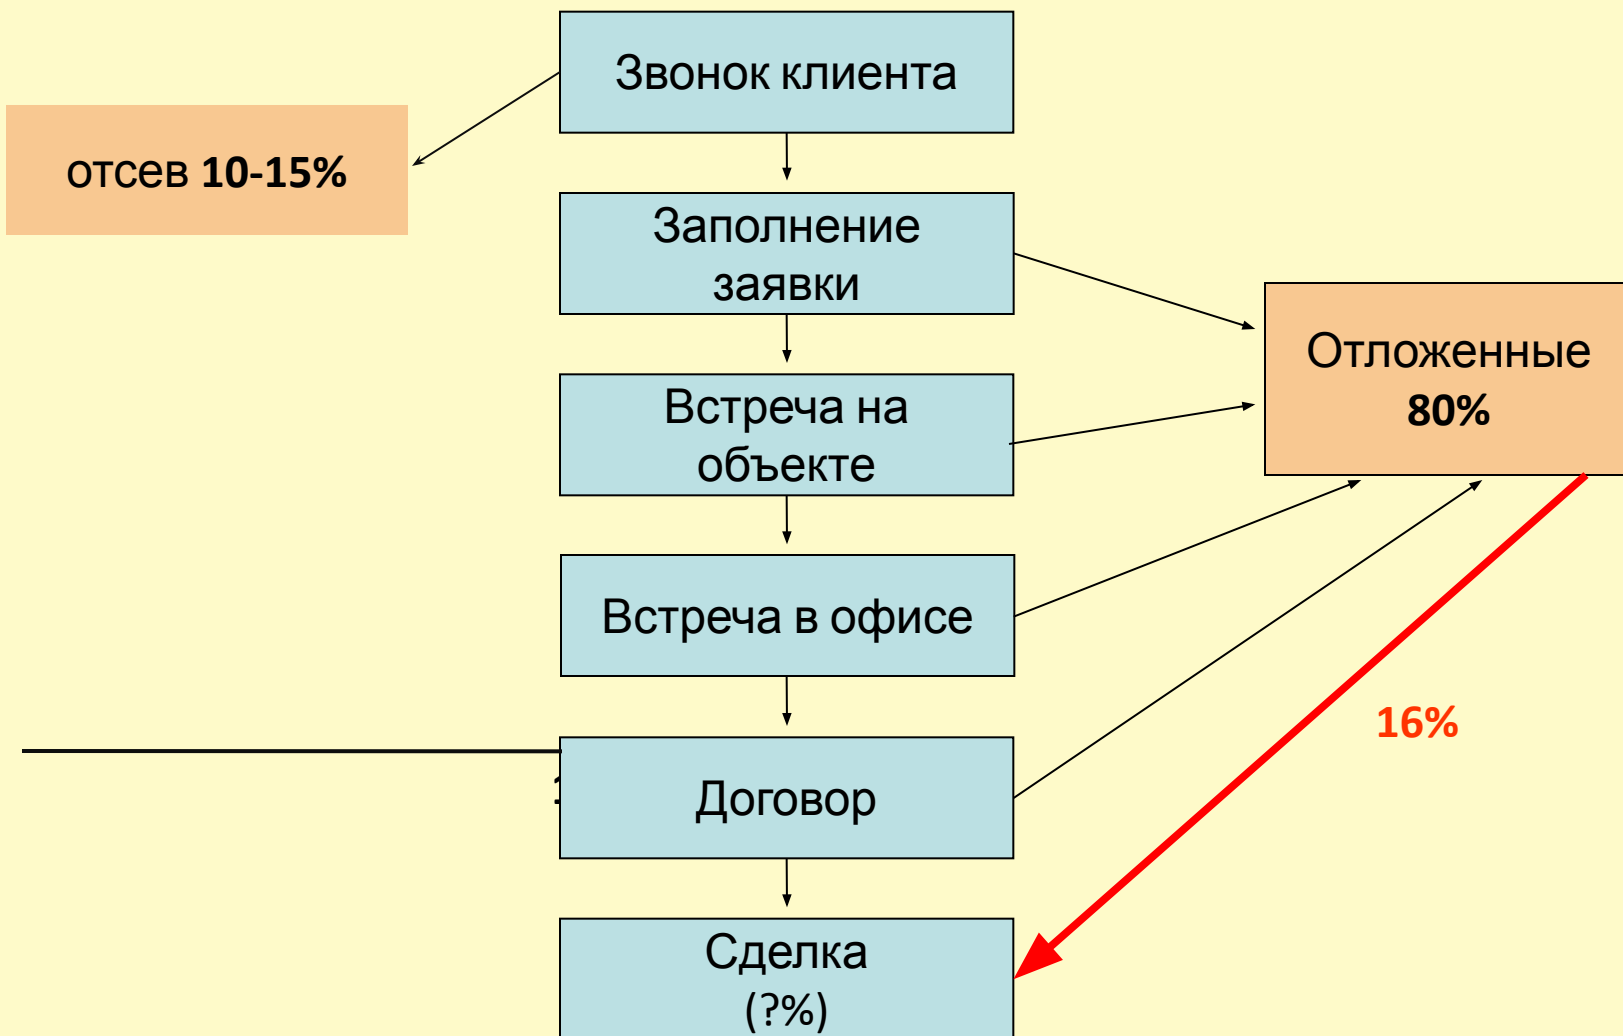 Звонок клиента
отсев 10-15%
Заполнение
заявки
Отложенные
80%
Встреча на
объекте
Встреча в офисе
16%
Договор
Сделка
(?%)